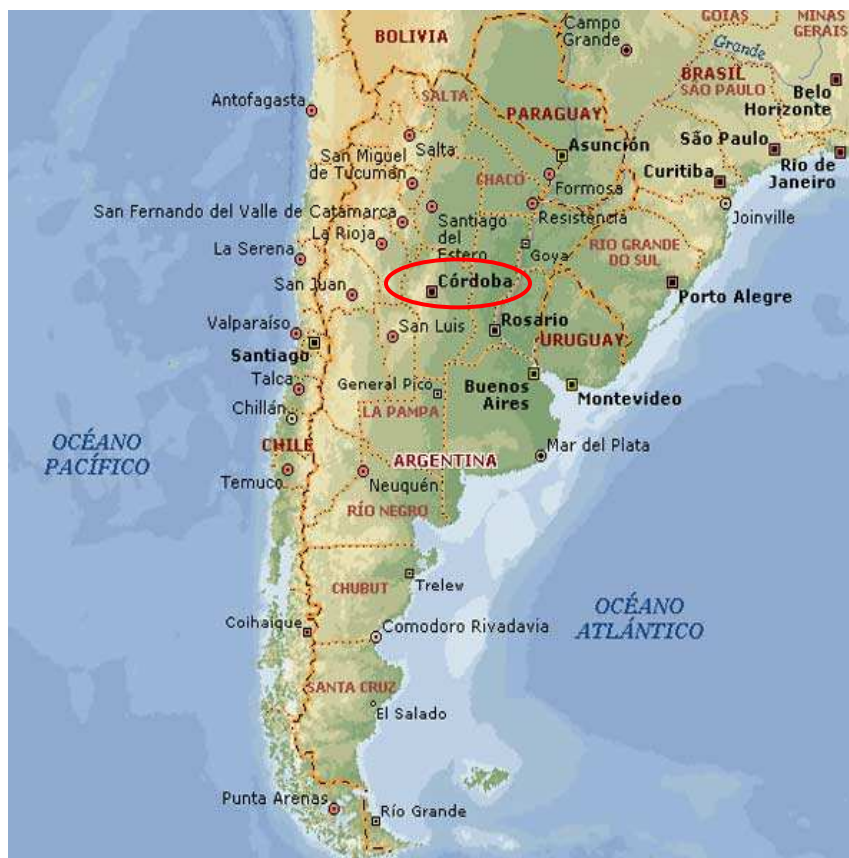 Campo
Grande
GOIÁS
MINAS
GERAIS
BOLIVIA
Grande
BRASIL
SÃO PAULO
Belo
Horizonte
Antofagasta
SALTA
PARAGUAY
Salta
Asunción
São Paulo
Río de
Janeiro
San Miguel
de Tucumán
CHACO
Formosa
Curitiba
San Fernando del Valle de Catamarca
Santiago
del
Estero
Resistencia
Joinville
La Rioja
La Serena
Goya
RIO GRANDE
DO SUL
San Juan
Córdoba
Porto Alegre
Valparaíso
San Luis
Rosario
URUGUAY
Santiago
Talca
General Pico
Buenos
Aires
Montevideo
Chillán
LA PAMPA
OCÉANO
PACÍFICO
CHILE
ARGENTINA
Mar del Plata
Temuco
Neuquén
RÍO NEGRO
CHUBUT
Trelew
OCÉANO
ATLÁNTICO
Coihaique
Comodoro Rivadavia
SANTA CRUZ
El Salado
Punta Arenas
Río Grande